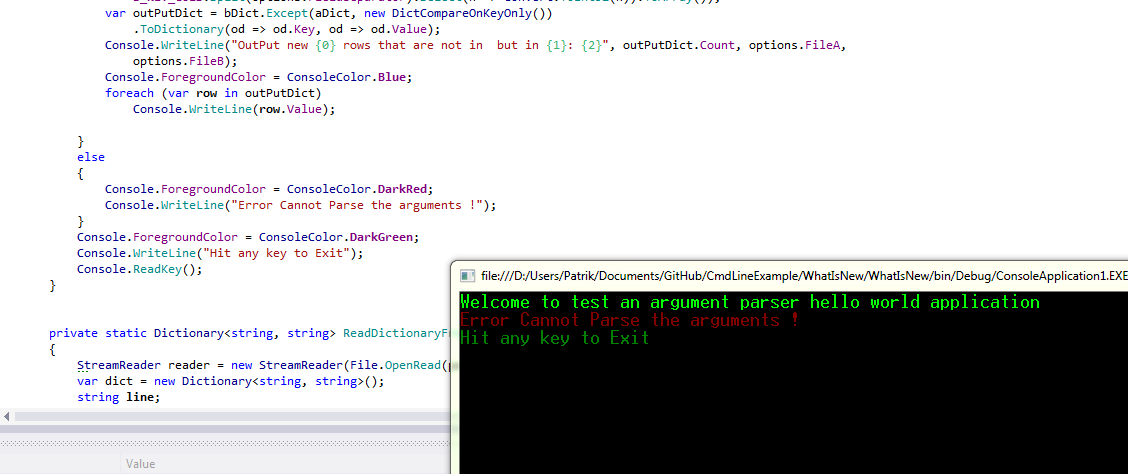 var outPutDict = bDict.Except(aDict, new DictCompareOnKeyOnly())
.ToDictionary(od => od.Key, od => od.Value);
Console.WriteLine("OutPut new {0} rows that are not in  but in {1}: {2}", outPutDict.Count, options.FileA,
options.FileB);
Console.ForegroundColor = ConsoleColor.Blue;
foreach (var row in outPutDict)
Console.WriteLine(row.Value);
}
else
{
Console.ForegroundColor = ConsoleColor.DarkRed;
Console.WriteLine("Error Cannot Parse the arguments !");
}
Console.ForegroundColor = ConsoleColor.DarkGreen;
Console.WriteLine("Hit any key to Exit");
Console.ReadKey();
}
private static Dictionary<string, string>
{
StreamReader reader = new StreamReader(File.OpenRead(
var dict = new Dictionary<string, string>();
string line;
Value
file:///D:/Users/Patrik/Documents/GitHub/CmdLineExample/WhatIsNew/WhatIsNew/bin/Debug/ConsoleApplication1.EXE
Welcome to test an argument parser hello world application
Error Cannot Parse the arguments !
Hit any key to Exit